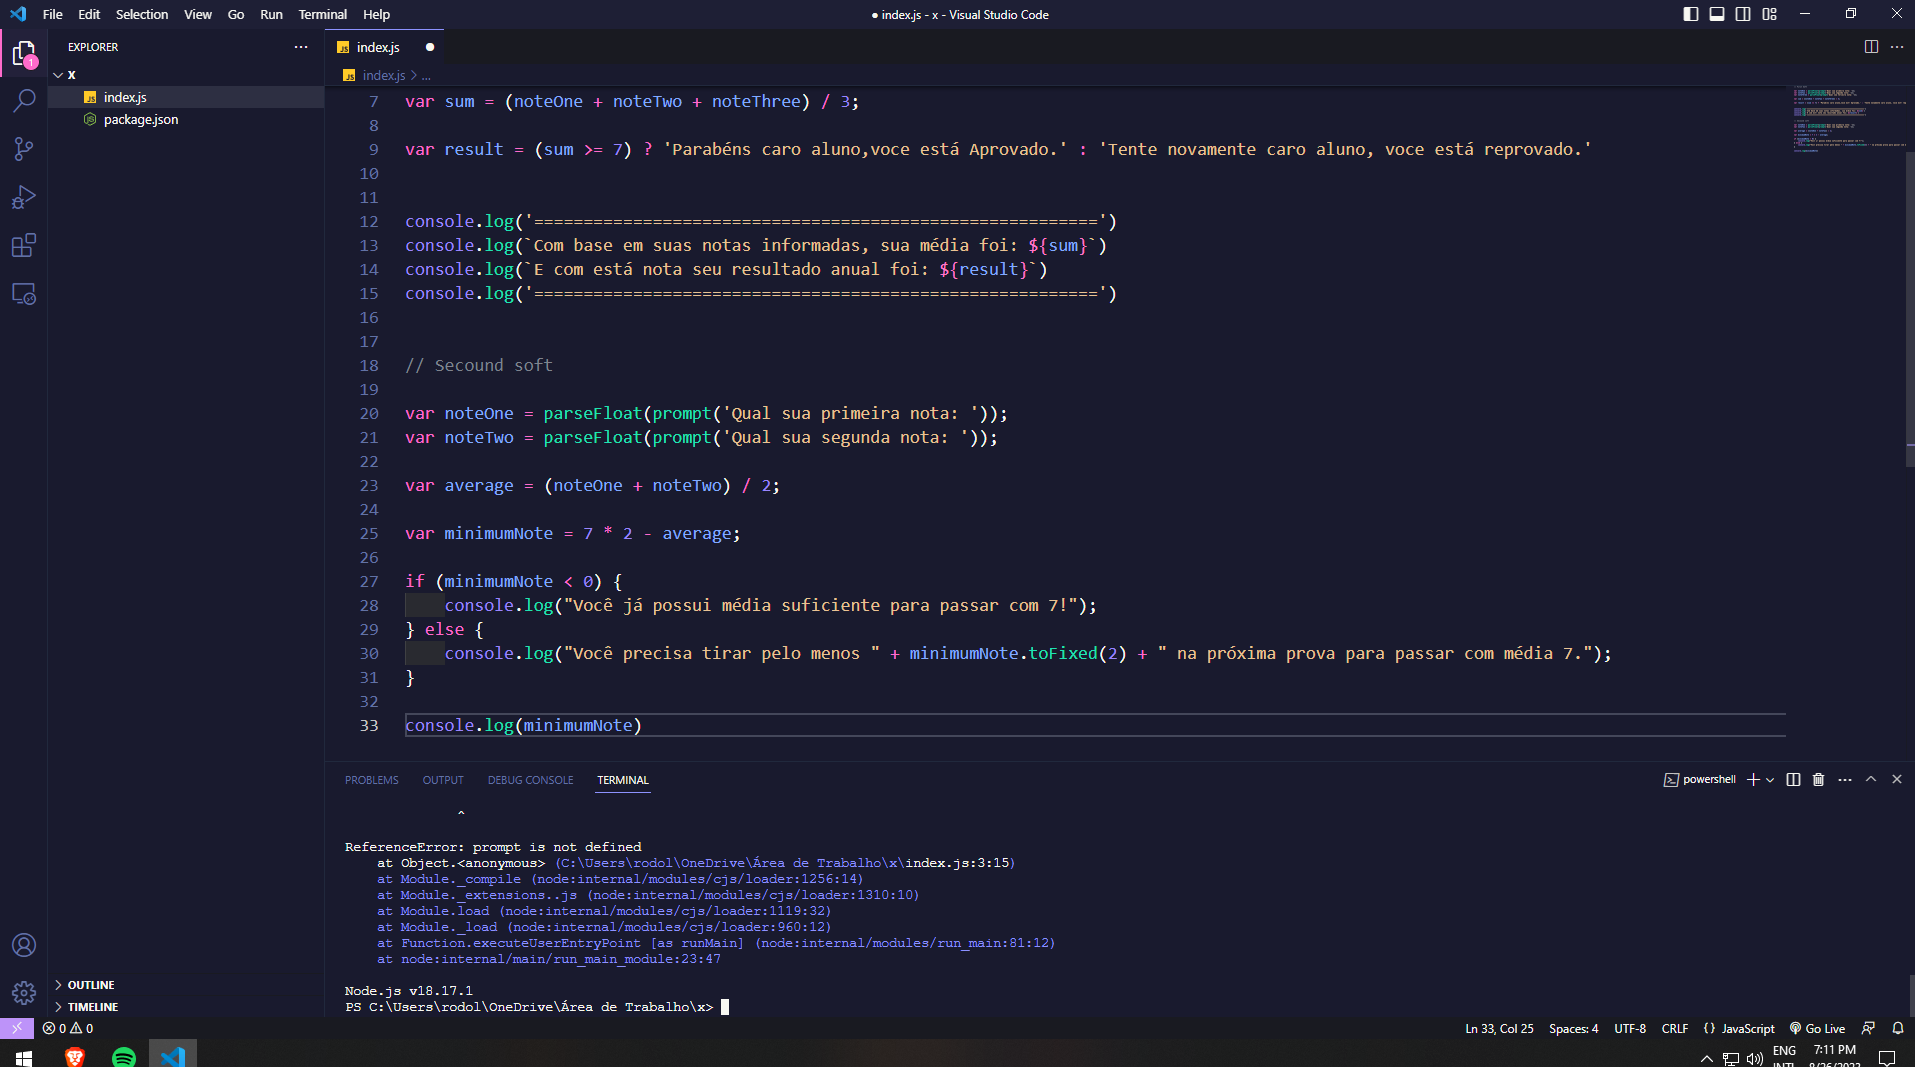 File Edit Selection View Go Run Terminal Help
● index.js - x - Visual Studio Code
EXPLORER
X
index.js
package.json
OUTLINE
TIMELINE
1
index.js
index.js > ...
7 var sum = (noteOne + noteTwo + noteThree) / 3;
8
9 var result = (sum >= 7) ? 'Parabéns caro aluno,voce está Aprovado.' : 'Tente novamente caro aluno, voce está reprovado.'
10
11
12 console.log('=========================================================')
13 console.log(`Com base em suas notas informadas, sua média foi: ${sum}`)
14 console.log(`E com está nota seu resultado anual foi: ${result}`)
15 console.log('=========================================================')
16
17
18 // Secound soft
19
20 var noteOne = parseFloat(prompt('Qual sua primeira nota: '));
21 var noteTwo = parseFloat(prompt('Qual sua segunda nota: '));
22
23 var average = (noteOne + noteTwo) / 2;
24
25 var minimumNote = 7 * 2 - average;
26
27 if (minimumNote < 0) {
28 console.log("Você já possui média suficiente para passar com 7!");
29 } else {
30 console.log("Você precisa tirar pelo menos " + minimumNote.toFixed(2) + " na próxima prova para passar com média 7.");
31 }
32
33 console.log(minimumNote)
PROBLEMS OUTPUT DEBUG CONSOLE TERMINAL
powershell
^
ReferenceError: prompt is not defined
at Object.<anonymous> (C:\Users\rodol\OneDrive\Área de Trabalho\x\index.js:3:15)
at Module._compile (node:internal/modules/cjs/loader:1256:14)
at Module._extensions..js (node:internal/modules/cjs/loader:1310:10)
at Module.load (node:internal/modules/cjs/loader:1119:32)
at Module._load (node:internal/modules/cjs/loader:960:12)
at Function.executeUserEntryPoint [as runMain] (node:internal/modules/run_main:81:12)
at node:internal/main/run_main_module:23:47
Node.js v18.17.1
PS C:\Users\rodol\OneDrive\Área de Trabalho\x>
0 0
Ln 33, Col 25 Spaces: 4 UTF-8 CRLF {} JavaScript Go Live
ENG 7:11 PM